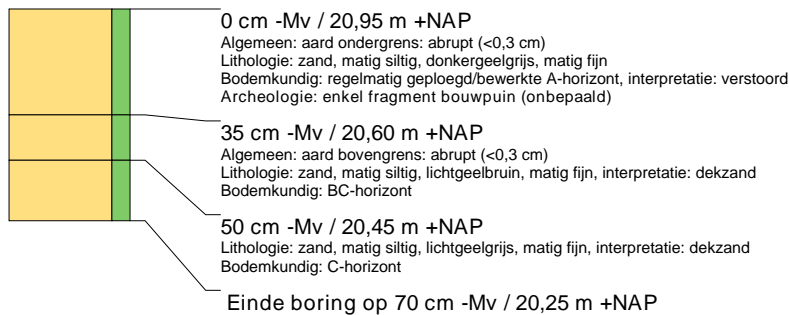 0 cm -Mv / 20,95 m +NAP
Algemeen: aard ondergrens: abrupt (<0,3 cm)
Lithologie: zand, matig siltig, donkergeelgrijs, matig fijn
Bodemkundig: regelmatig geploegd/bewerkte A-horizont, interpretatie: verstoord
Archeologie: enkel fragment bouwpuin (onbepaald)
35 cm -Mv / 20,60 m +NAP
Algemeen: aard bovengrens: abrupt (<0,3 cm)
Lithologie: zand, matig siltig, lichtgeelbruin, matig fijn, interpretatie: dekzand
Bodemkundig: BC-horizont
50 cm -Mv / 20,45 m +NAP
Lithologie: zand, matig siltig, lichtgeelgrijs, matig fijn, interpretatie: dekzand
Bodemkundig: C-horizont
Einde boring op 70 cm -Mv / 20,25 m +NAP